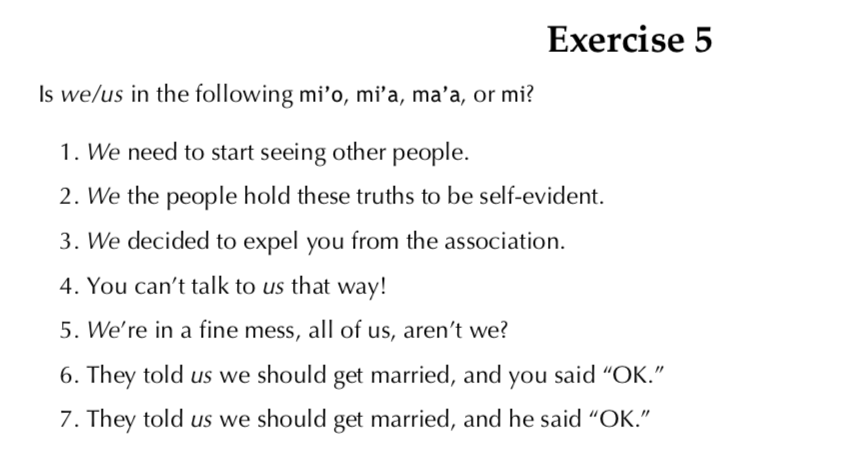 Exercise 5
Is we/us in the following mi’o, mi’a, ma’a, or mi?
1. We need to start seeing other people.
2. We the people hold these truths to be self-evident.
3. We decided to expel you from the association.
4. You can’t talk to us that way!
5. We’re in a fine mess, all of us, aren’t we?
6. They told us we should get married, and you said “OK.”
7. They told us we should get married, and he said “OK.”